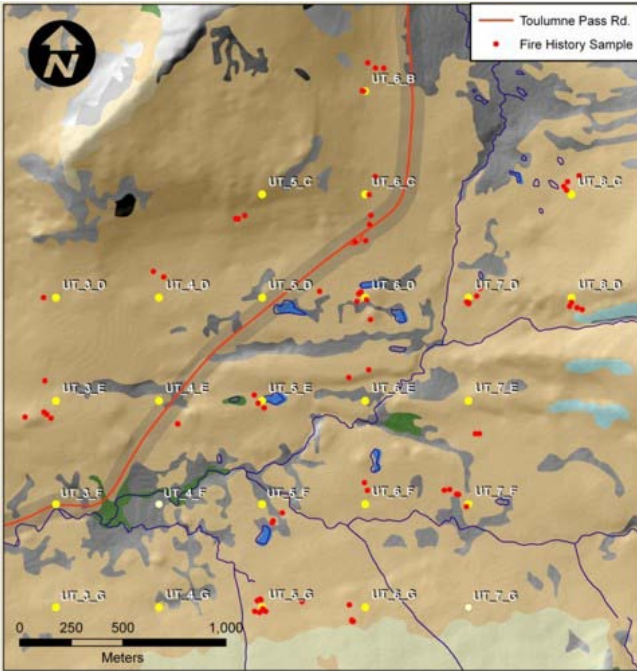 Toulumne Pass Rd.
Fire History Sample
N
UT_6_B
UT_5_C
UT_6_C
UT_8_C
UT_3_D
UT_4_D
UT_5_D
UT_6_D
UT_7_D
UT_8_D
UT_3_E
UT_4_E
UT_5_E
UT_6_E
UT_7_E
UT_3_F
UT_4_F
UT_5_F
UT_6_F
UT_7_F
UT_3_G
UT_4_G
UT_5_G
UT_6_G
UT_7_G
0 250 500 1,000
Meters